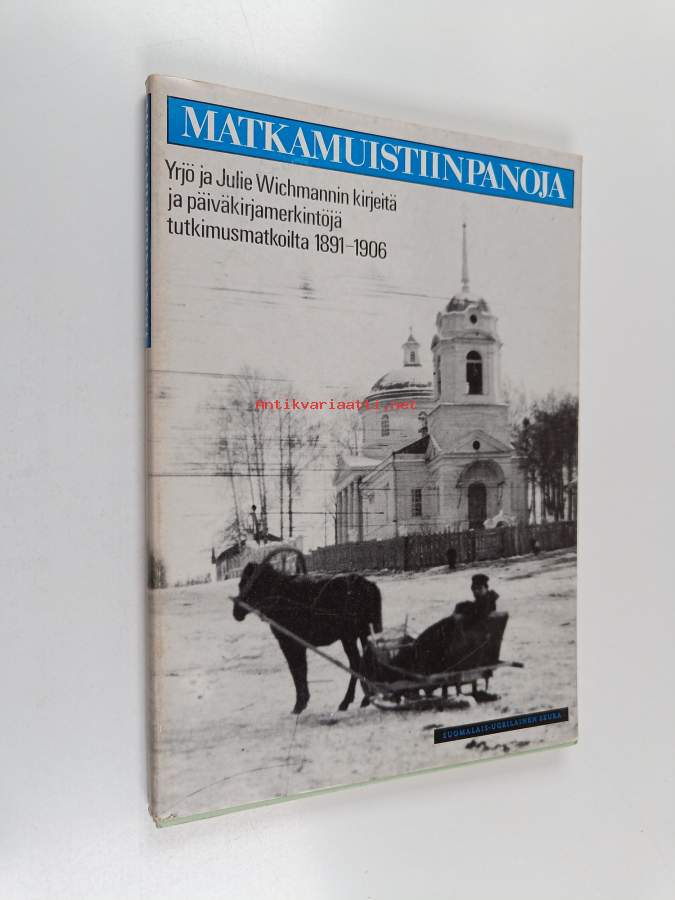 MATKAMUISTIINPANOJA
Yrjö ja Julie Wichmannin kirjeitä
ja päiväkirjamerkintöjä
tutkimusmatkoilta 1891–1906
Antikvariaatti.net
SUOMALAIS-UGRILAINEN SEURA